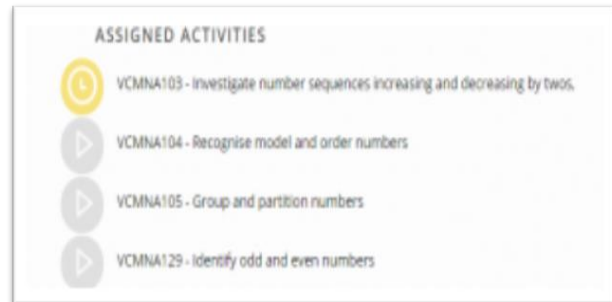 ASSIGNED ACTIVITIES
VCMNA103 - Investigate number sequences increasing and decreasing by twos.
VCMNA104 - Recognise model and order numbers
VCMNA105 - Group and partition numbers
VCMNA129 - Identify odd and even numbers